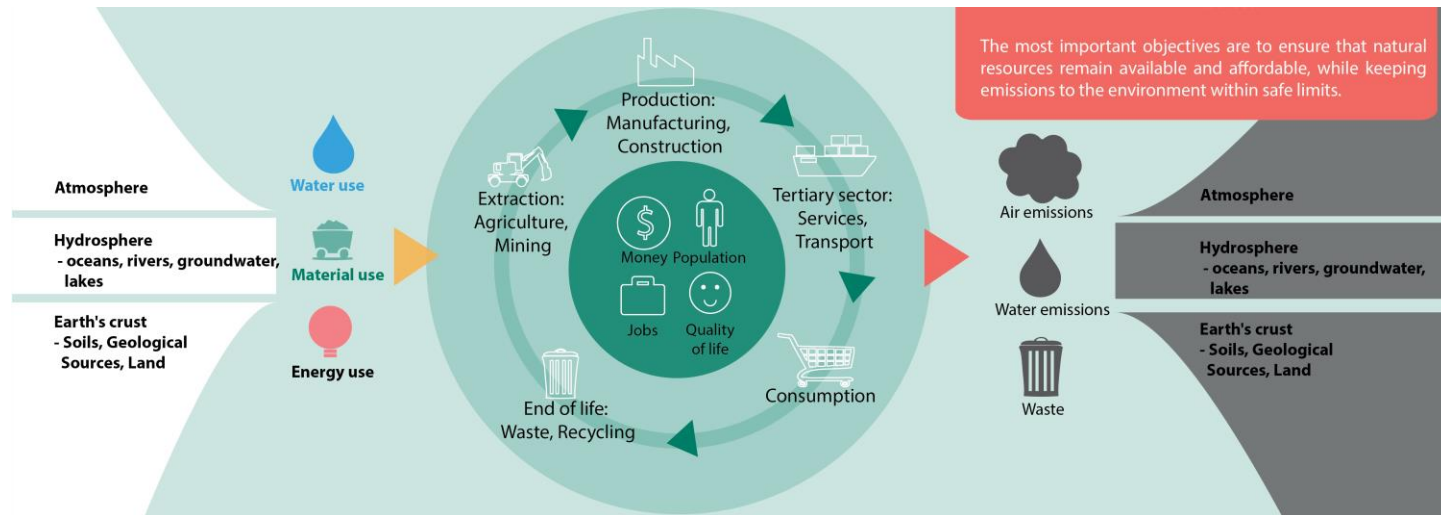 Atmosphere
Hydrosphere
- oceans, rivers, groundwater,
lakes
Earth's crust
- Soils, Geological
Sources, Land
Water use
Material use
Energy use
Production:
Manufacturing,
Construction
Extraction:
Agriculture,
Mining
Tertiary sector:
Services,
Transport
Money
Population
Jobs
Quality
of life
End of life:
Waste, Recycling
Consumption
The most important objectives are to ensure that natural
resources remain available and affordable, while keeping
emissions to the environment within safe limits.
Air emissions
Water emissions
Waste
Atmosphere
Hydrosphere
- oceans, rivers, groundwater,
lakes
Earth's crust
- Soils, Geological
Sources, Land